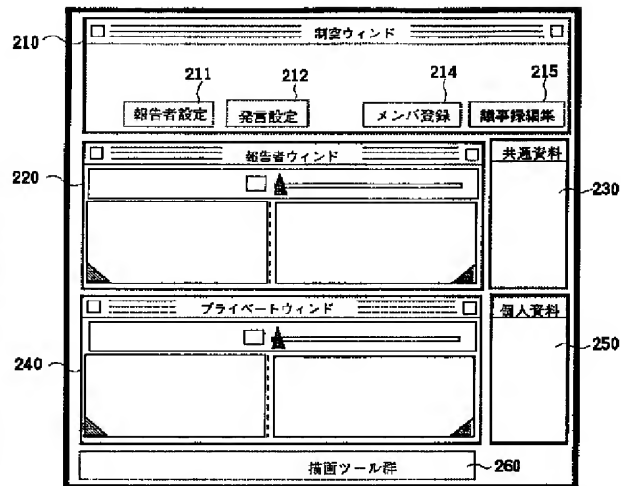 210
制空ウィンド
211
212
214
215
報告者設定
発言設定
メンバ登録
議事録編集
220
報告者ウィンド
共通資料
230
240
プライベートウィンド
個人資料
250
描画ツール群
260